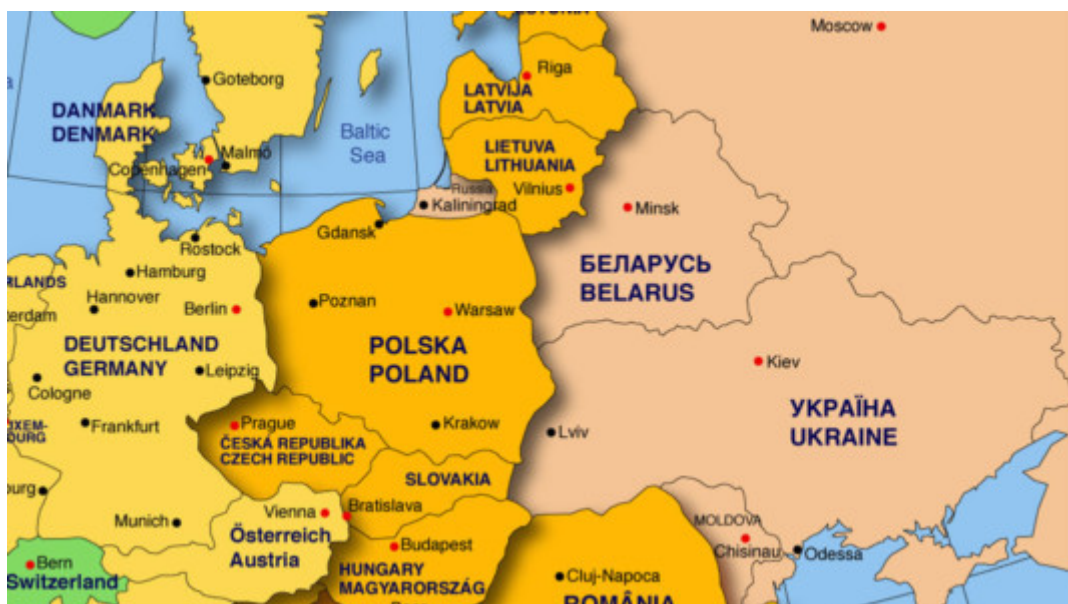 Moscow
Goteborg
Riga
LATVIJA
LATVIA
DANMARK
DENMARK
Baltic
Sea
LIETUVA
LITHUANIA
Malmö
Copenhagen
Russia
Vilnius
Kaliningrad
Minsk
Gdansk
Rostock
Hamburg
БЕЛАРУСЬ
BELARUS
Hannover
Berlin
Poznan
Warsaw
DEUTSCHLAND
GERMANY
POLSKA
POLAND
Kiev
Leipzig
Cologne
УКРАЇНА
UKRAINE
Frankfurt
Prague
Krakow
Lviv
ČESKÁ REPUBLIKA
CZECH REPUBLIC
SLOVAKIA
Bratislava
Vienna
Munich
Österreich
Austria
MOLDOVA
Chisinau
Odessa
Budapest
Bern
Switzerland
HUNGARY
MAGYARORSZÁG
Cluj-Napoca
ROMÂNIA